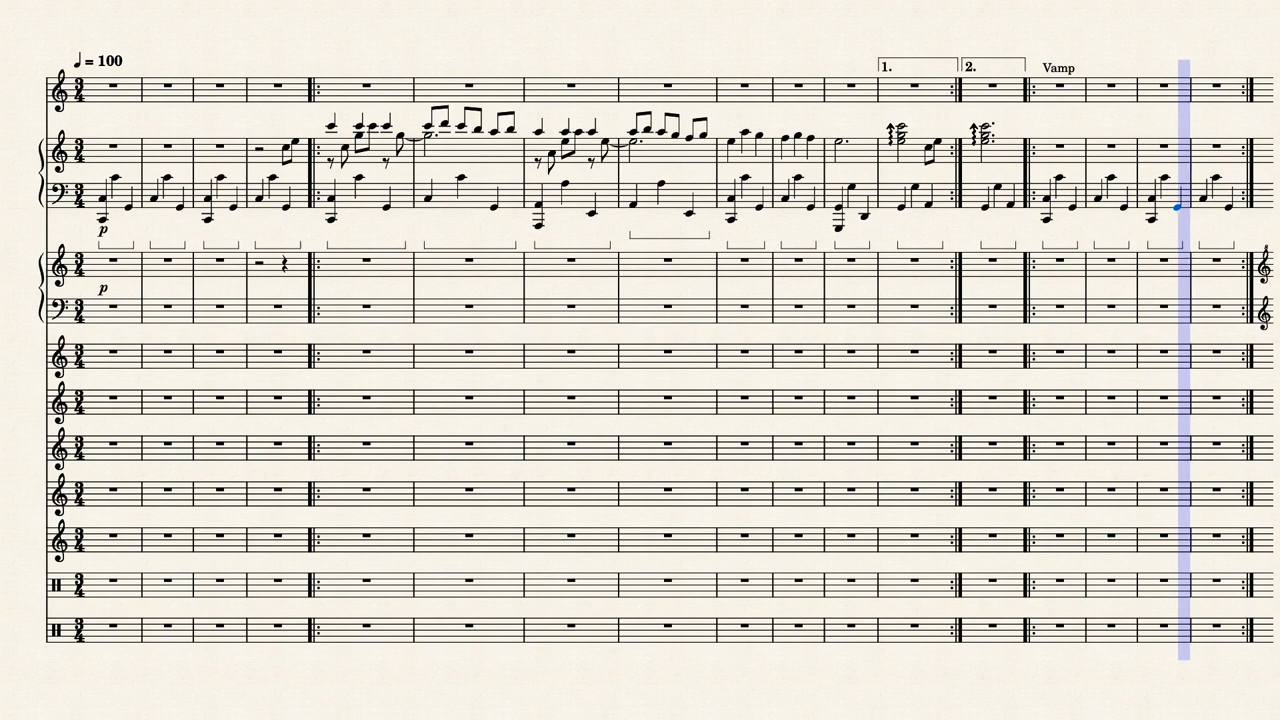 ♩ = 100
1.
2.
Vamp
p
p